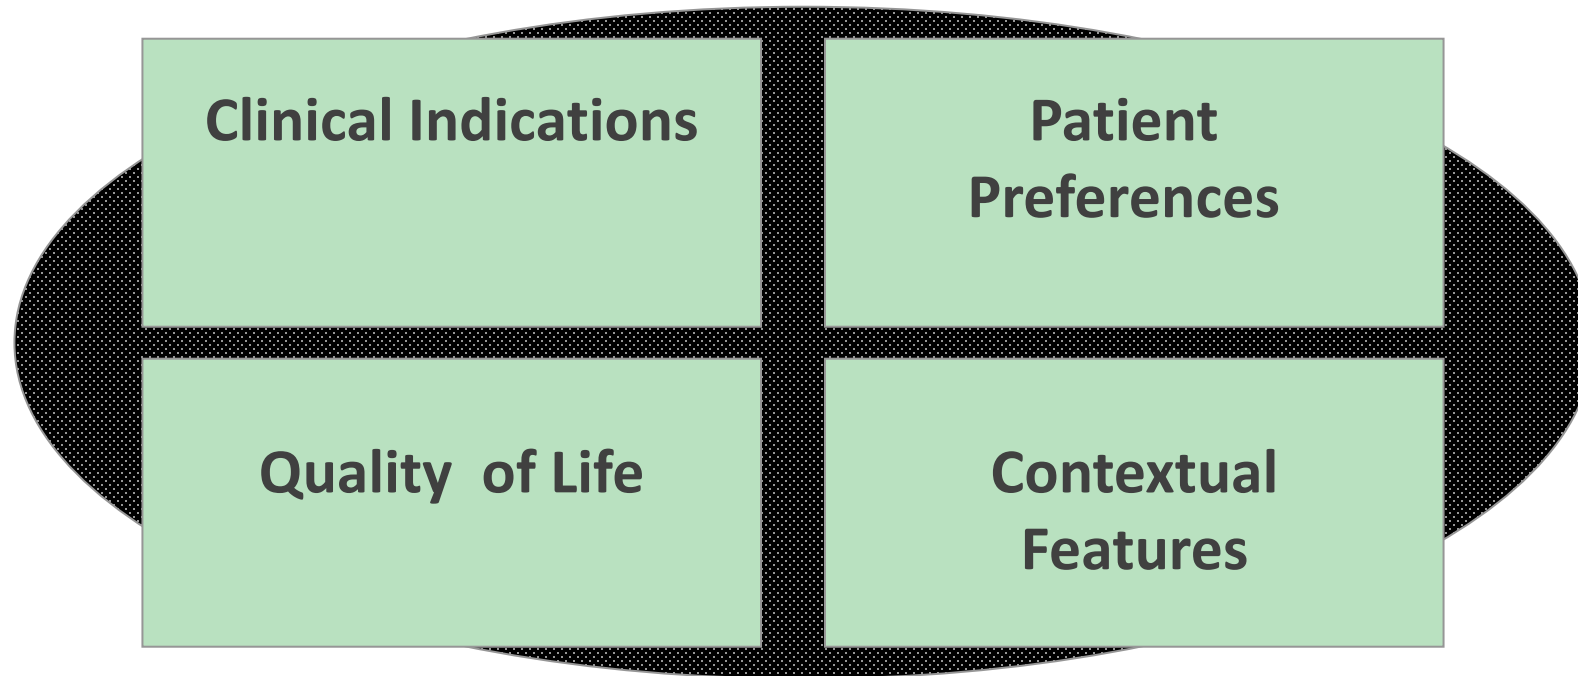 Clinical Indications
Patient
Preferences
Quality  of Life
Contextual
Features